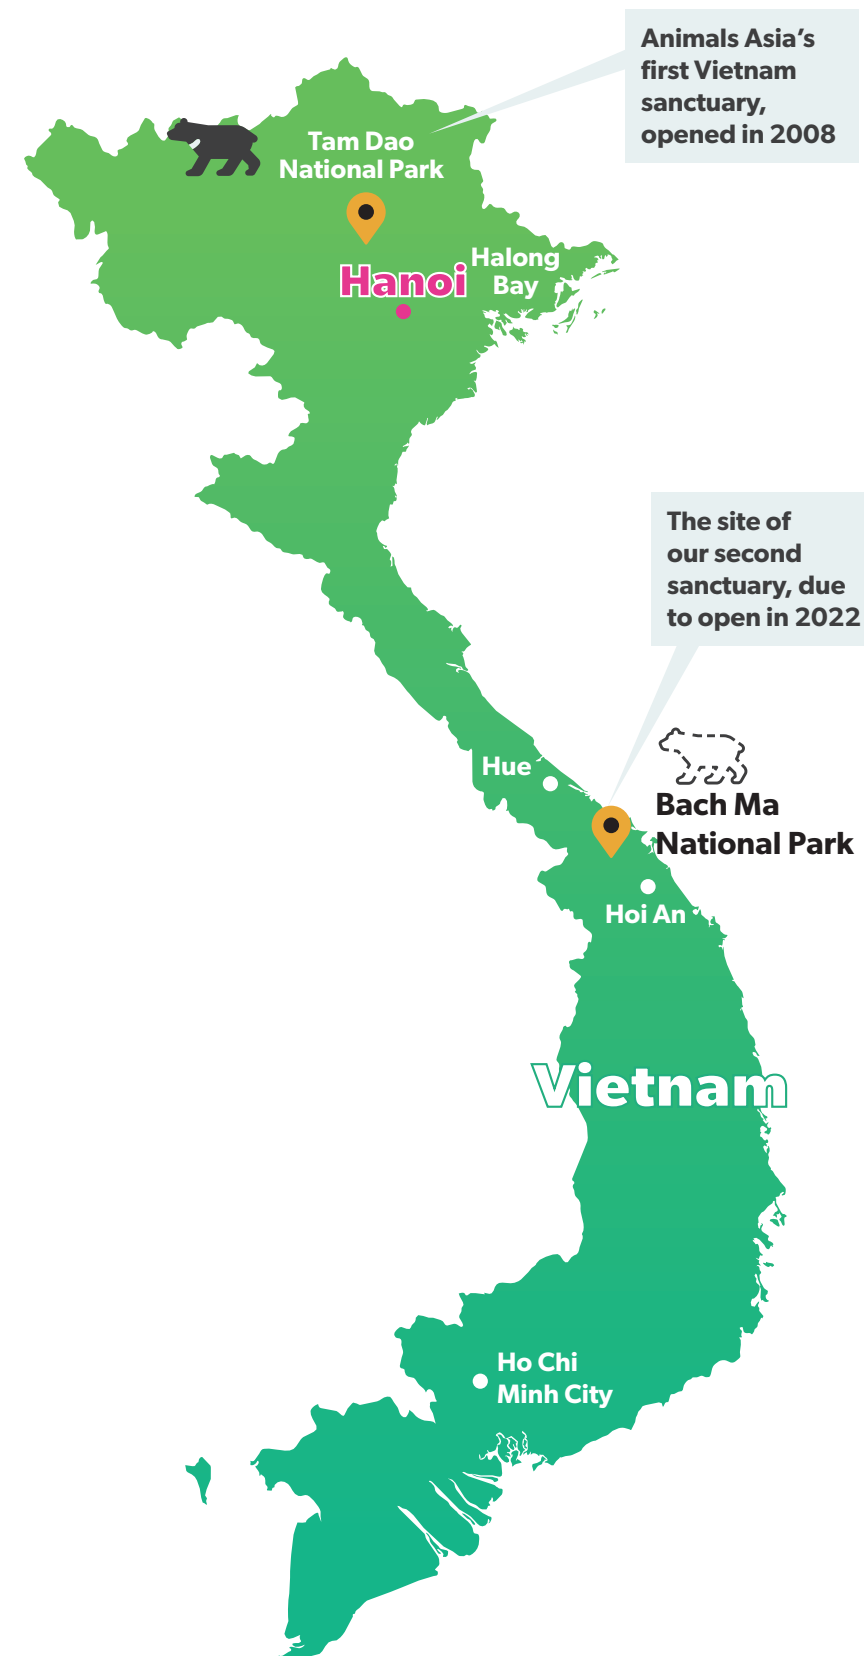 Animals Asia’s
first Vietnam
sanctuary,
opened in 2008
Tam Dao
National Park
Halong
Bay
Hanoi
The site of
our second
sanctuary, due
to open in 2022
Hue
Bach Ma
National Park
Hoi An
Vietnam
Ho Chi
Minh City